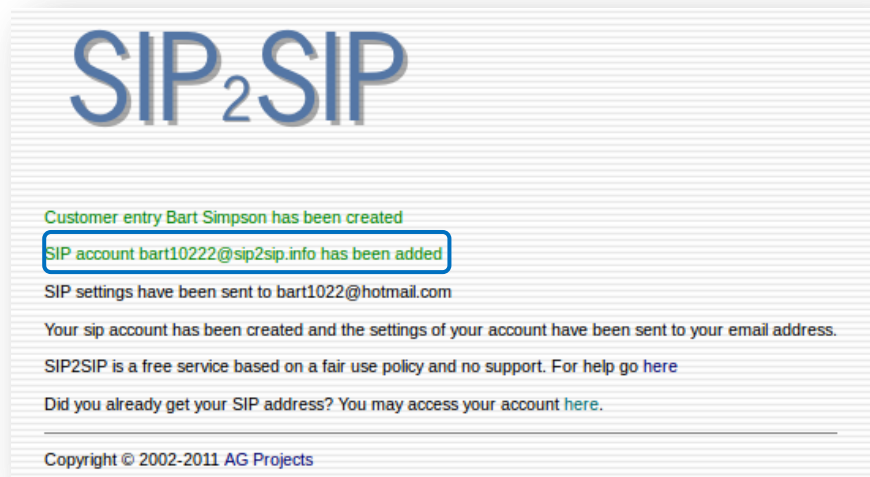 SIP2SIP
Customer entry Bart Simpson has been created
SIP account bart10222@sip2sip.info has been added
SIP settings have been sent to bart1022@hotmail.com
Your sip account has been created and the settings of your account have been sent to your email address.
SIP2SIP is a free service based on a fair use policy and no support. For help go here
Did you already get your SIP address? You may access your account here.
Copyright © 2002-2011 AG Projects